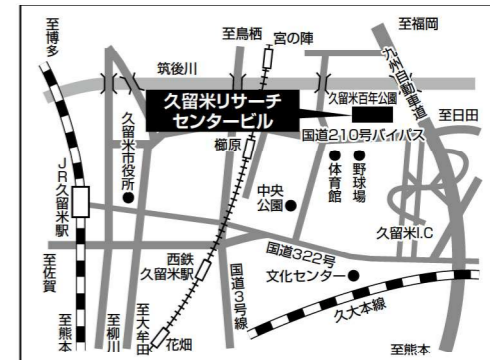 至福岡
至鳥栖
宮の陣
至博多
九州自動車道
筑後川
久留米百年公園
久留米リサーチ
センタービル
至日田
国道210号バイパス
久留米市役所
櫛原
体育館
野球場
JR久留米駅
中央
公園
久留米I.C
国道322号
至佐賀
西鉄
久留米駅
文化センター
国道3号線
久大本線
至熊本
至柳川
至大牟田
花畑
至熊本